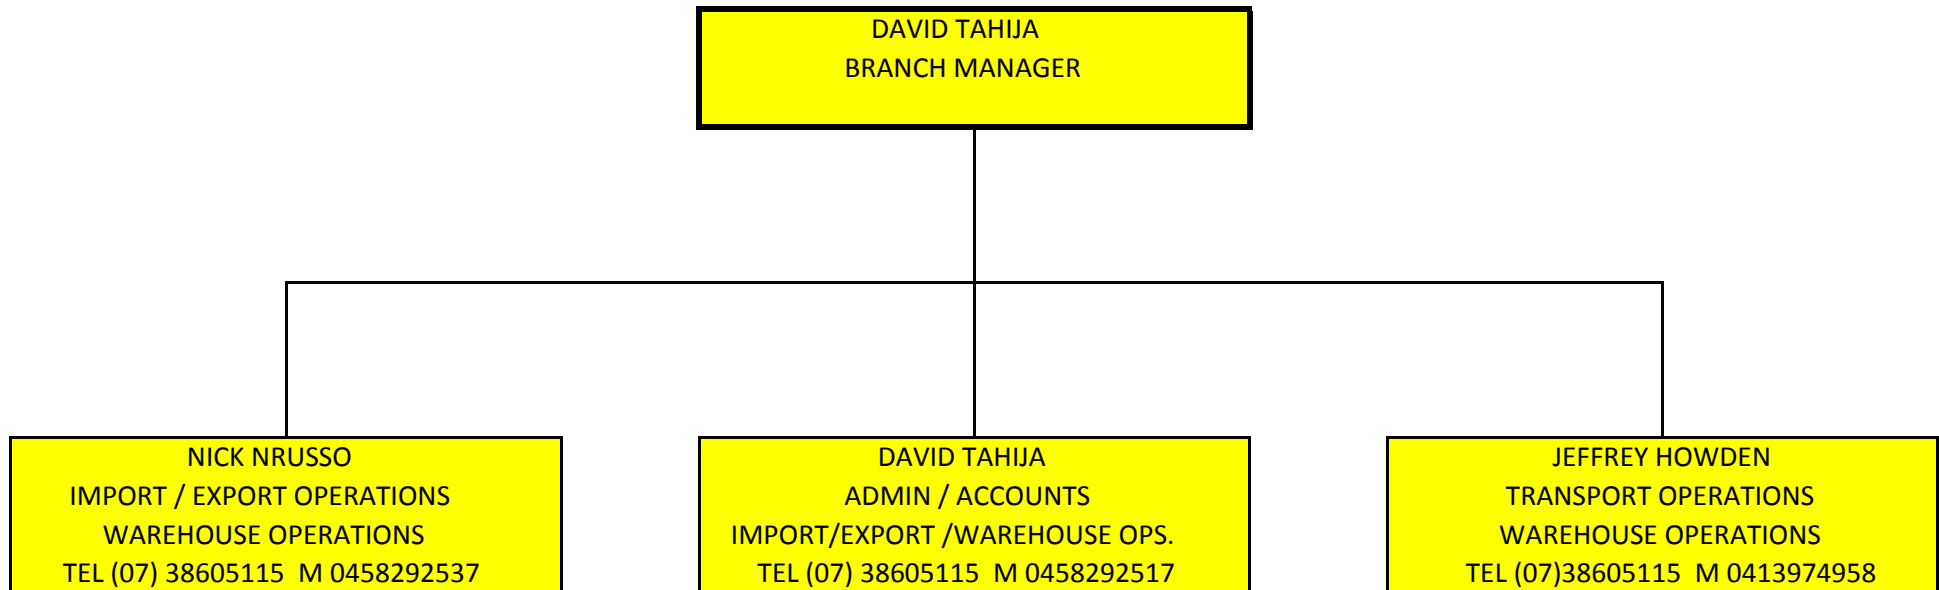 DAVID TAHIJA
BRANCH MANAGER
NICK NRUSSO
IMPORT / EXPORT OPERATIONS
WAREHOUSE OPERATIONS
TEL (07) 38605115 M 0458292537
DAVID TAHIJA
ADMIN / ACCOUNTS
IMPORT/EXPORT /WAREHOUSE OPS.
TEL (07) 38605115 M 0458292517
JEFFREY HOWDEN
TRANSPORT OPERATIONS
WAREHOUSE OPERATIONS
TEL (07)38605115 M 0413974958